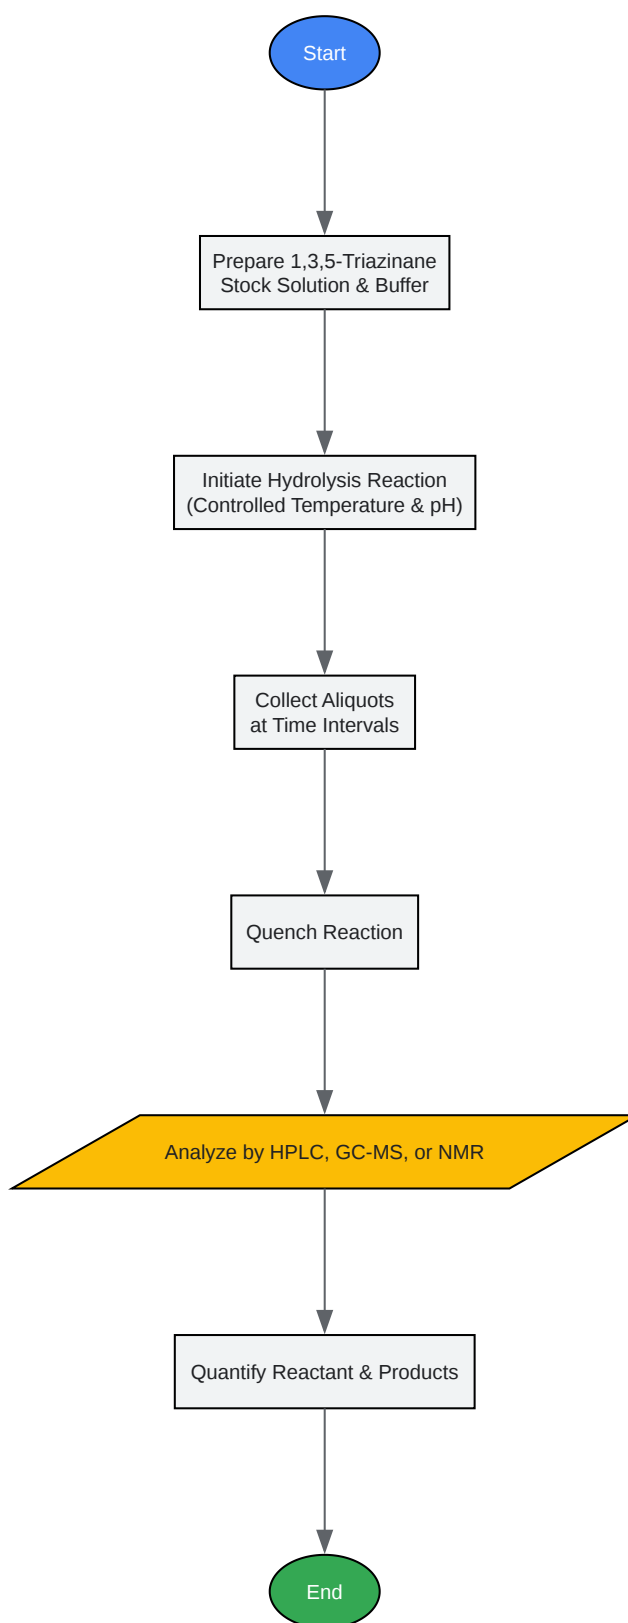 Start
Prepare 1,3,5-Triazinane
Stock Solution & Buffer
Initiate Hydrolysis Reaction
(Controlled Temperature & pH)
Collect Aliquots
at Time Intervals
Quench Reaction
Analyze by HPLC, GC-MS, or NMR
Quantify Reactant & Products
End